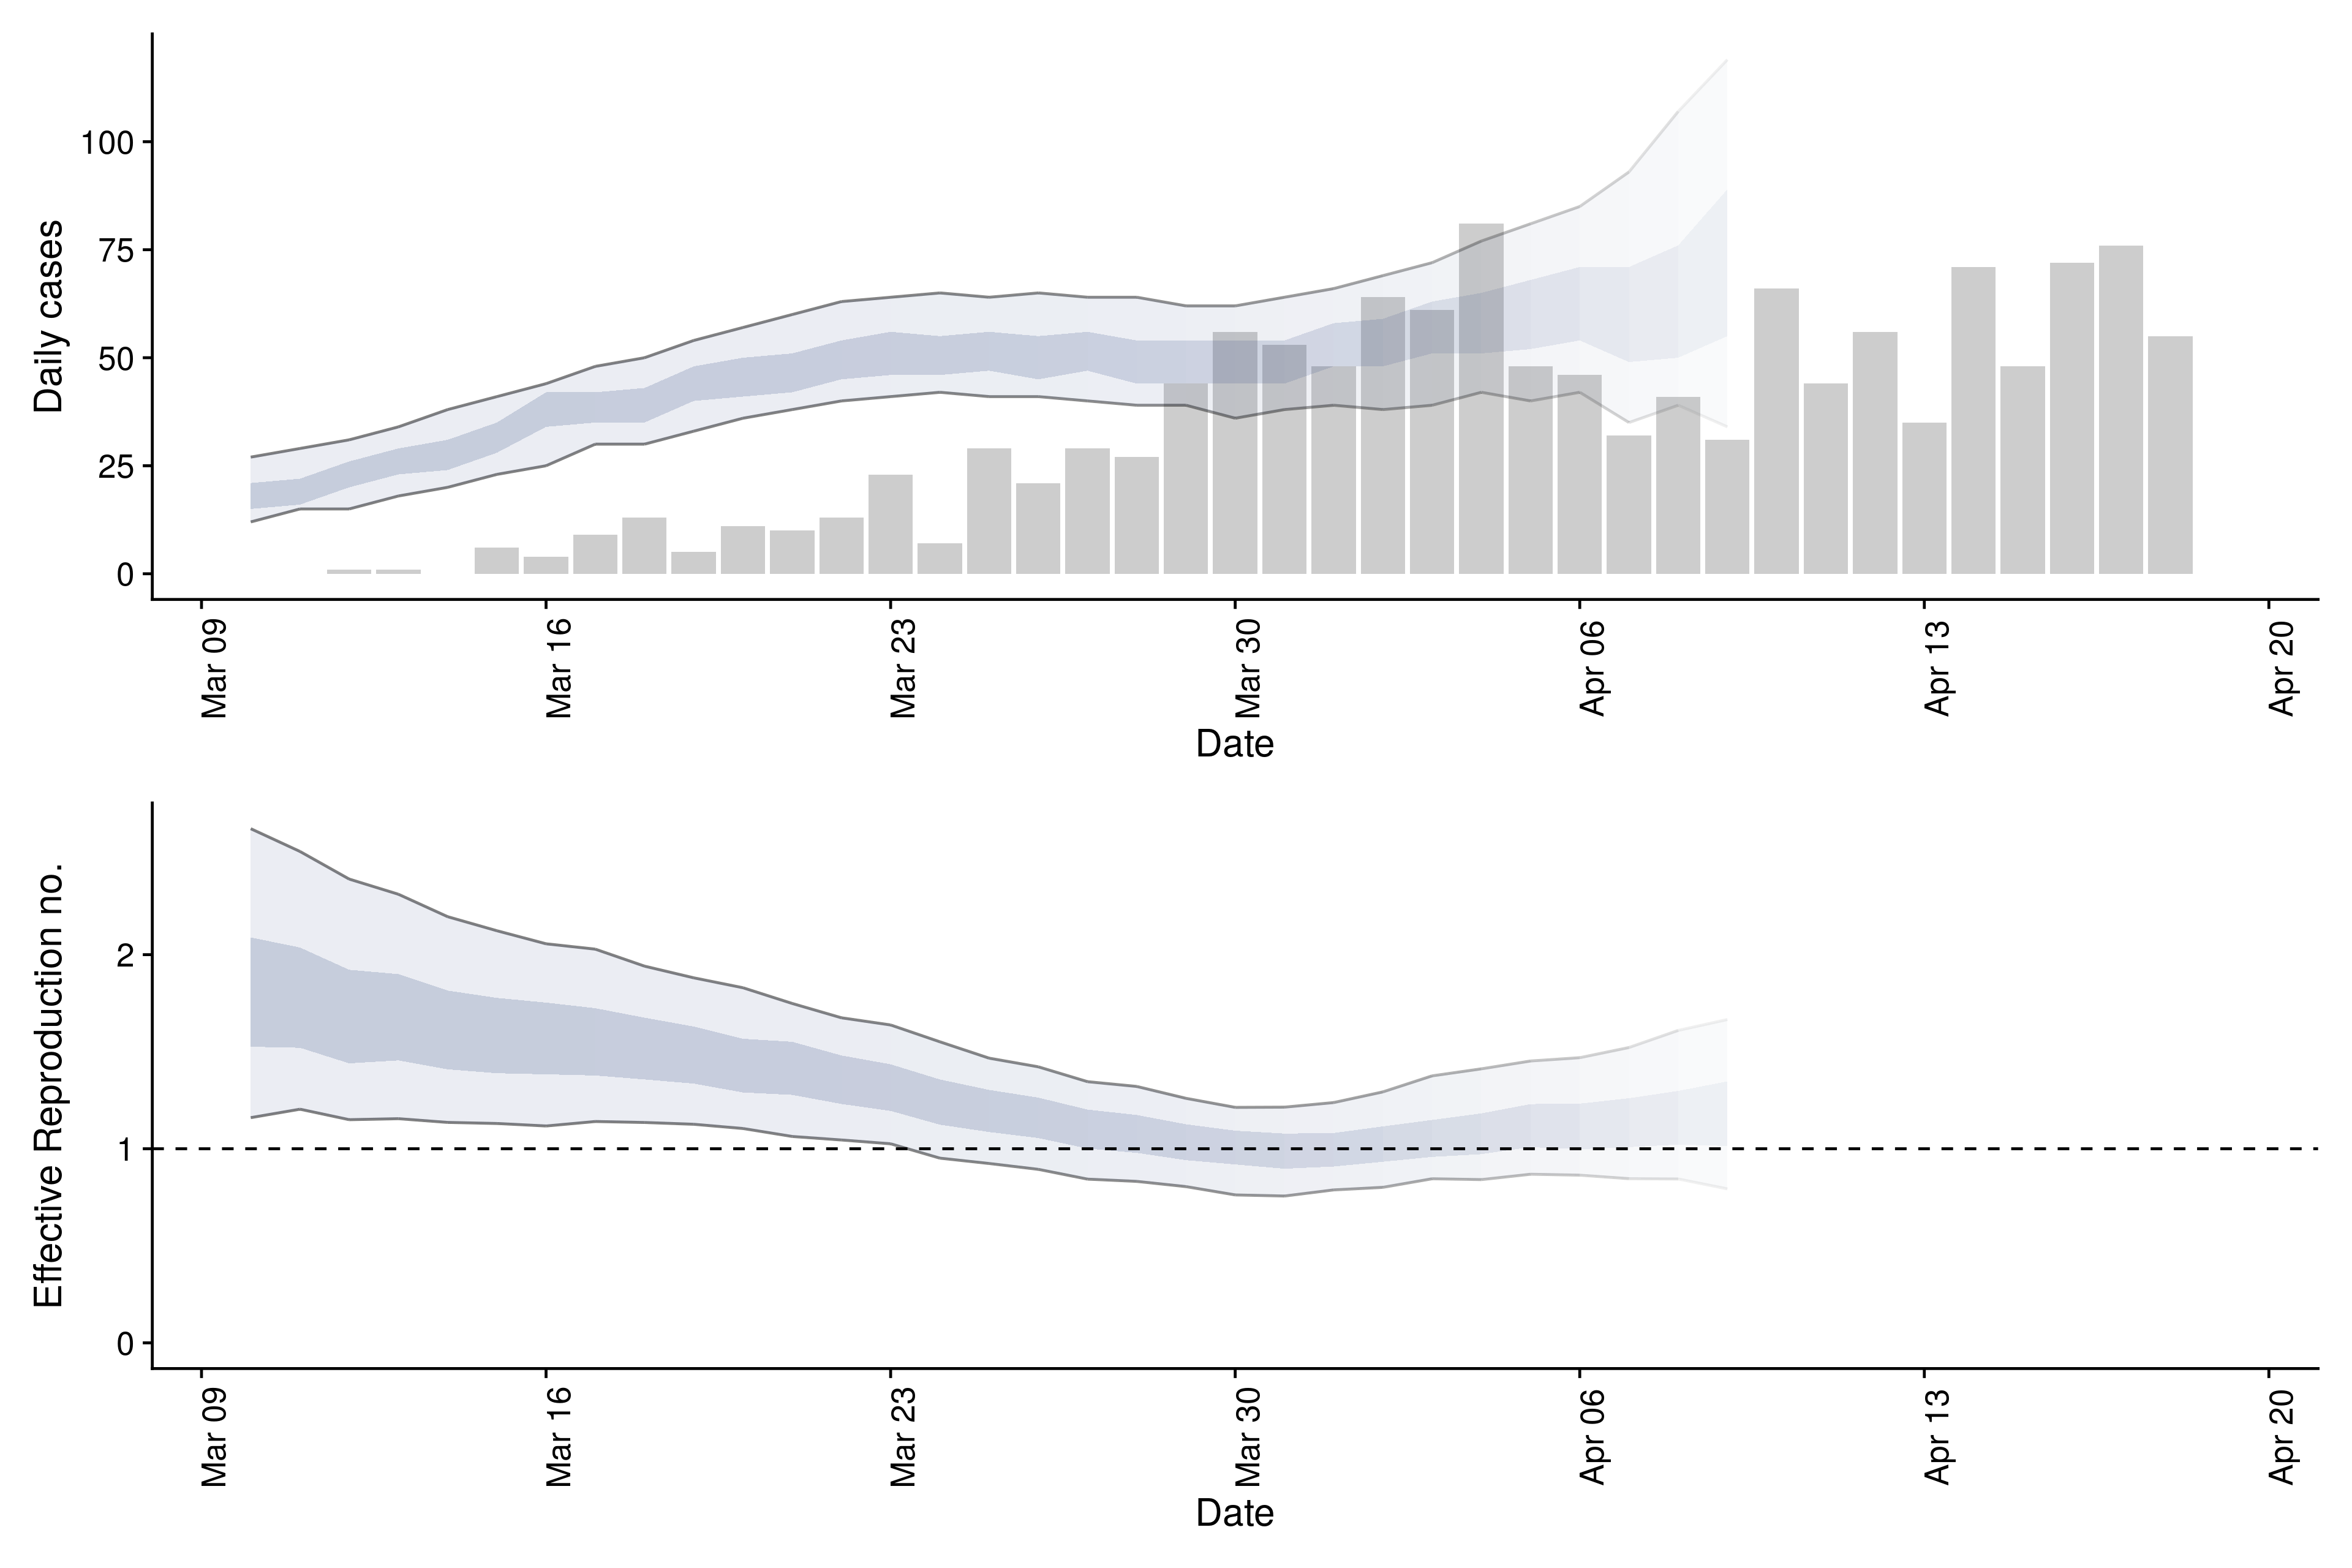 Daily cases
100
75
50
25
0
Mar 09
Mar 16
Mar 23
Mar 30
Apr 06
Apr 13
Apr 20
Date
Effective Reproduction no.
2
1
0
Mar 09
Mar 16
Mar 23
Mar 30
Apr 06
Apr 13
Apr 20
Date